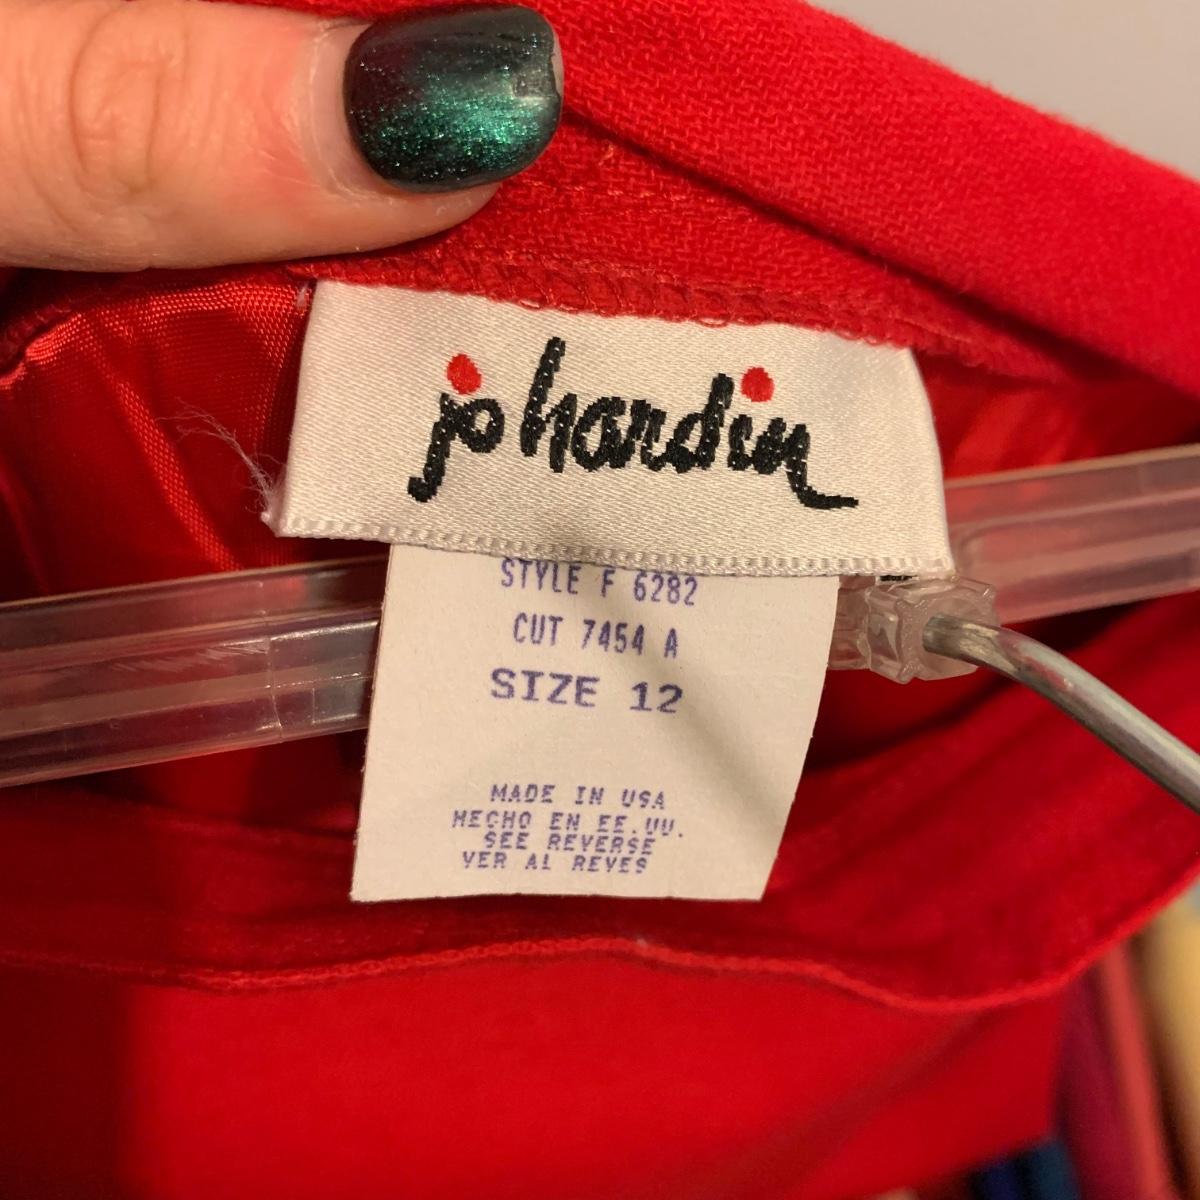 jo hardin
STYLE F 6282
CUT 7454 A
SIZE 12
MADE IN USA
HECHO EN EE.UU.
SEE REVERSE
VER AL REVES